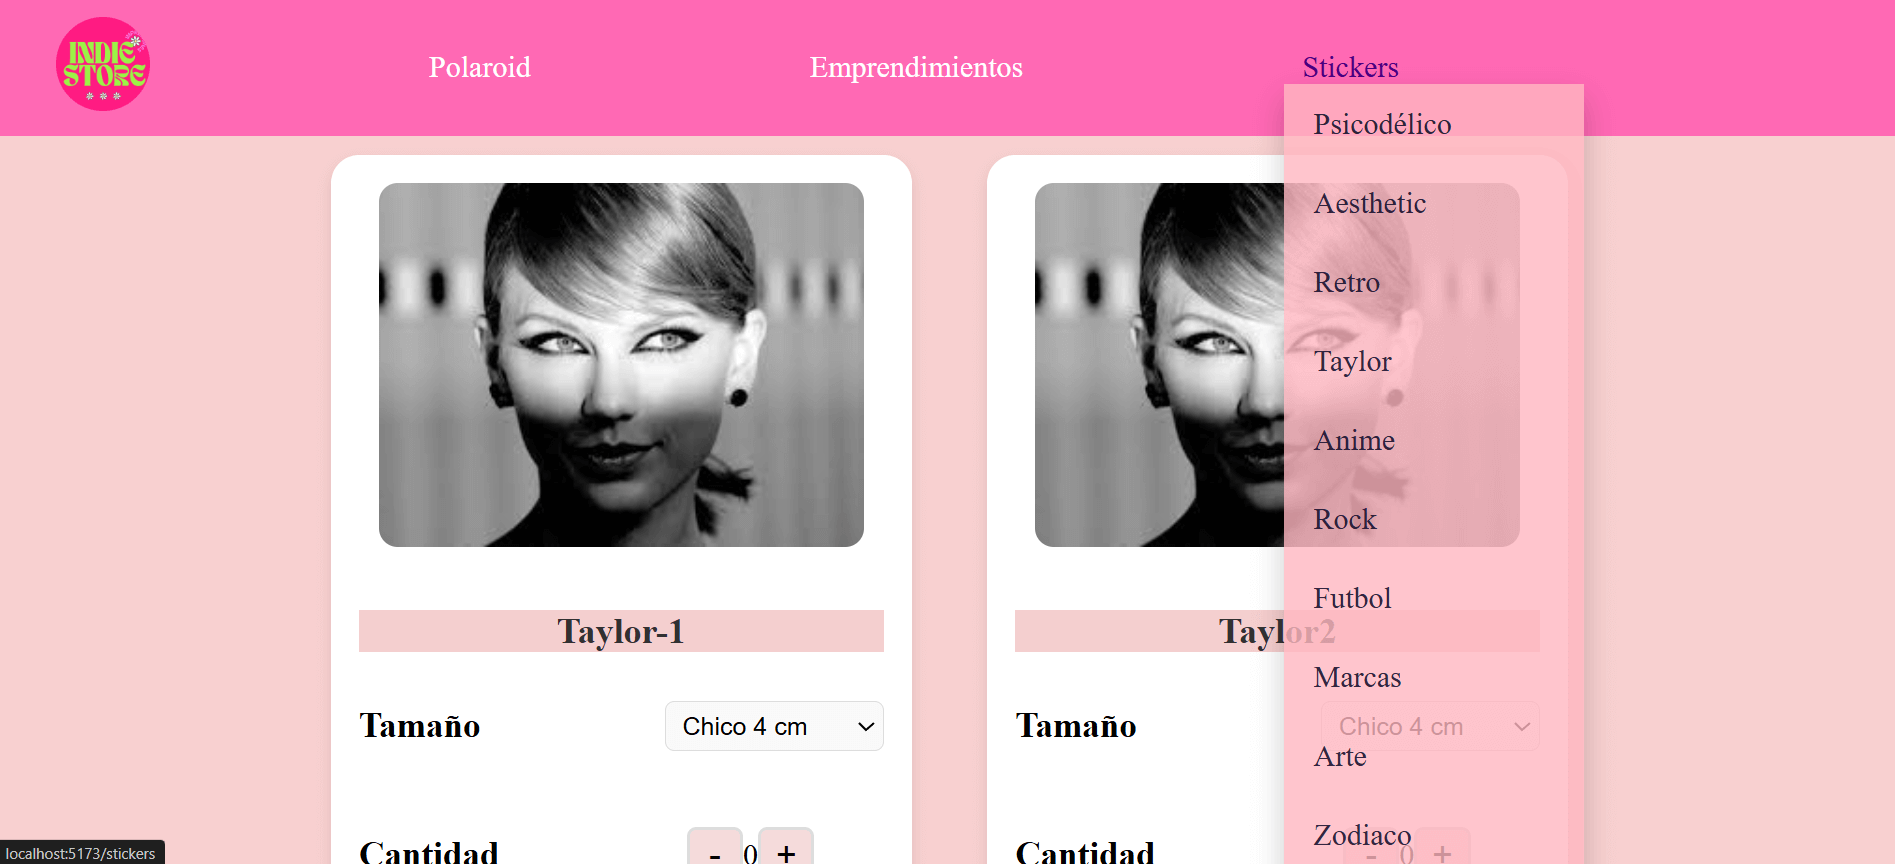 INDIE
STORE
Polaroid
Emprendimientos
Stickers
Psicodélico
Aesthetic
Retro
Taylor
Anime
Rock
Futbol
Marcas
Arte
Zodiaco
Taylor-1
Tamaño
Chico 4 cm
Cantidad
- 0 +
Taylor2
Tamaño
Chico 4 cm
Cantidad
- 0 +
localhost:5173/stickers